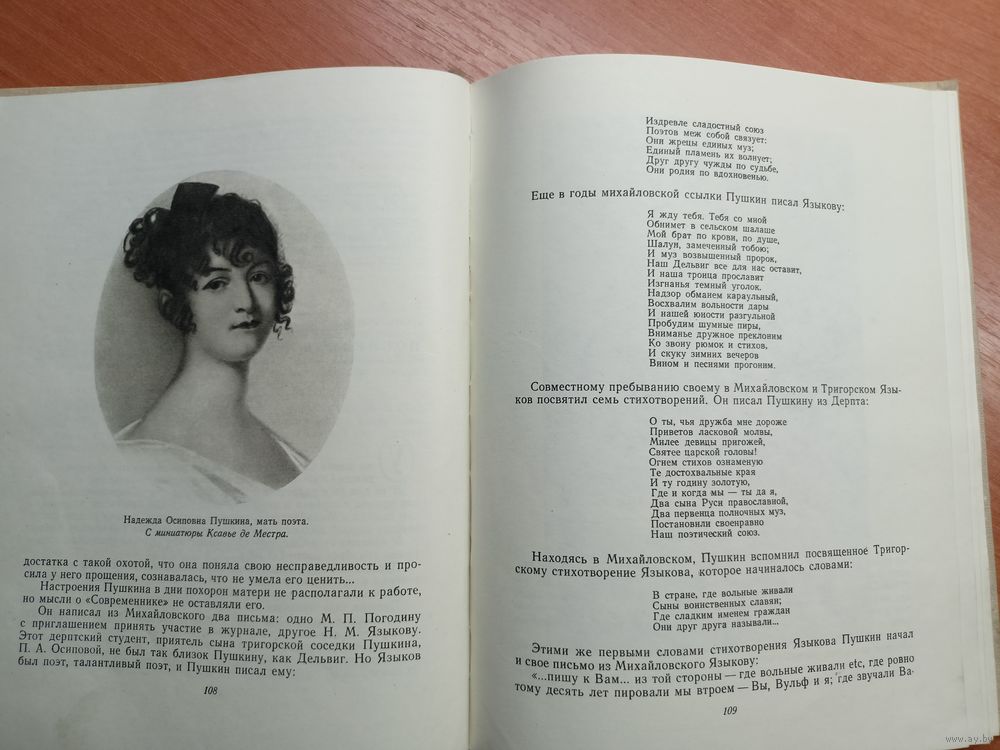 Надежда Осиповна Пушкина, мать поэта.
С миниатюры Ксавье де Местра.
достатка с такой охотой, что она поняла свою несправедливость и про-
сила у него прощения, сознавалась, что не умела его ценить...
Настроения Пушкина в дни похорон матери не располагали к работе,
но мысли о «Современнике» не оставляли его.
Он написал из Михайловского два письма: одно М. П. Погодину
с приглашением принять участие в журнале, другое Н. М. Языкову.
Этот дерптский студент, приятель сына тригорской соседки Пушкина,
П. А. Осиповой, не был так близок Пушкину, как Дельвиг. Но Языков
был поэт, талантливый поэт, и Пушкин писал ему:
108
Издревле сладостный союз
Поэтов меж собой связует:
Они жрецы единых муз;
Единый пламень их волнует;
Друг другу чужды по судьбе,
Они родня по вдохновенью.
Еще в годы михайловской ссылки Пушкин писал Языкову:
Я жду тебя. Тебя со мной
Обнимет в сельском шалаше
Мой брат по крови, по душе,
Шалун, замеченный тобою;
И муз возвышенный пророк,
Наш Дельвиг все для нас оставит,
И наша троица прославит
Изгнанья темный уголок.
Надзор обманем караульный,
Восхвалим вольности дары
И нашей юности разгульной
Пробудим шумные пиры,
Вниманье дружное преклоним
Ко звону рюмок и стихов,
И скуку зимних вечеров
Вином и песнями прогоним.
Совместному пребыванию своему в Михайловском и Тригорском Язы-
ков посвятил семь стихотворений. Он писал Пушкину из Дерпта:
О ты, чья дружба мне дороже
Приветов ласковой молвы,
Милее девицы пригожей,
Святее царской головы!
Огнем стихов ознаменую
Те достохвальные края
И ту годину золотую,
Где и когда мы — ты да я,
Два сына Руси православной,
Два первенца полночных муз,
Постановили своенравно
Наш поэтический союз.
Находясь в Михайловском, Пушкин вспомнил посвященное Тригор-
скому стихотворение Языкова, которое начиналось словами:
В стране, где вольные живали
Сыны воинственных славян;
Где сладким именем граждан
Они друг друга называли...
Этими же первыми словами стихотворения Языкова Пушкин начал
и свое письмо из Михайловского Языкову:
«...пишу к Вам... из той стороны — где вольные живали etc, где ровно
тому десять лет пировали мы втроем — Вы, Вульф и я; где звучали Ва-
109
www.ay.by